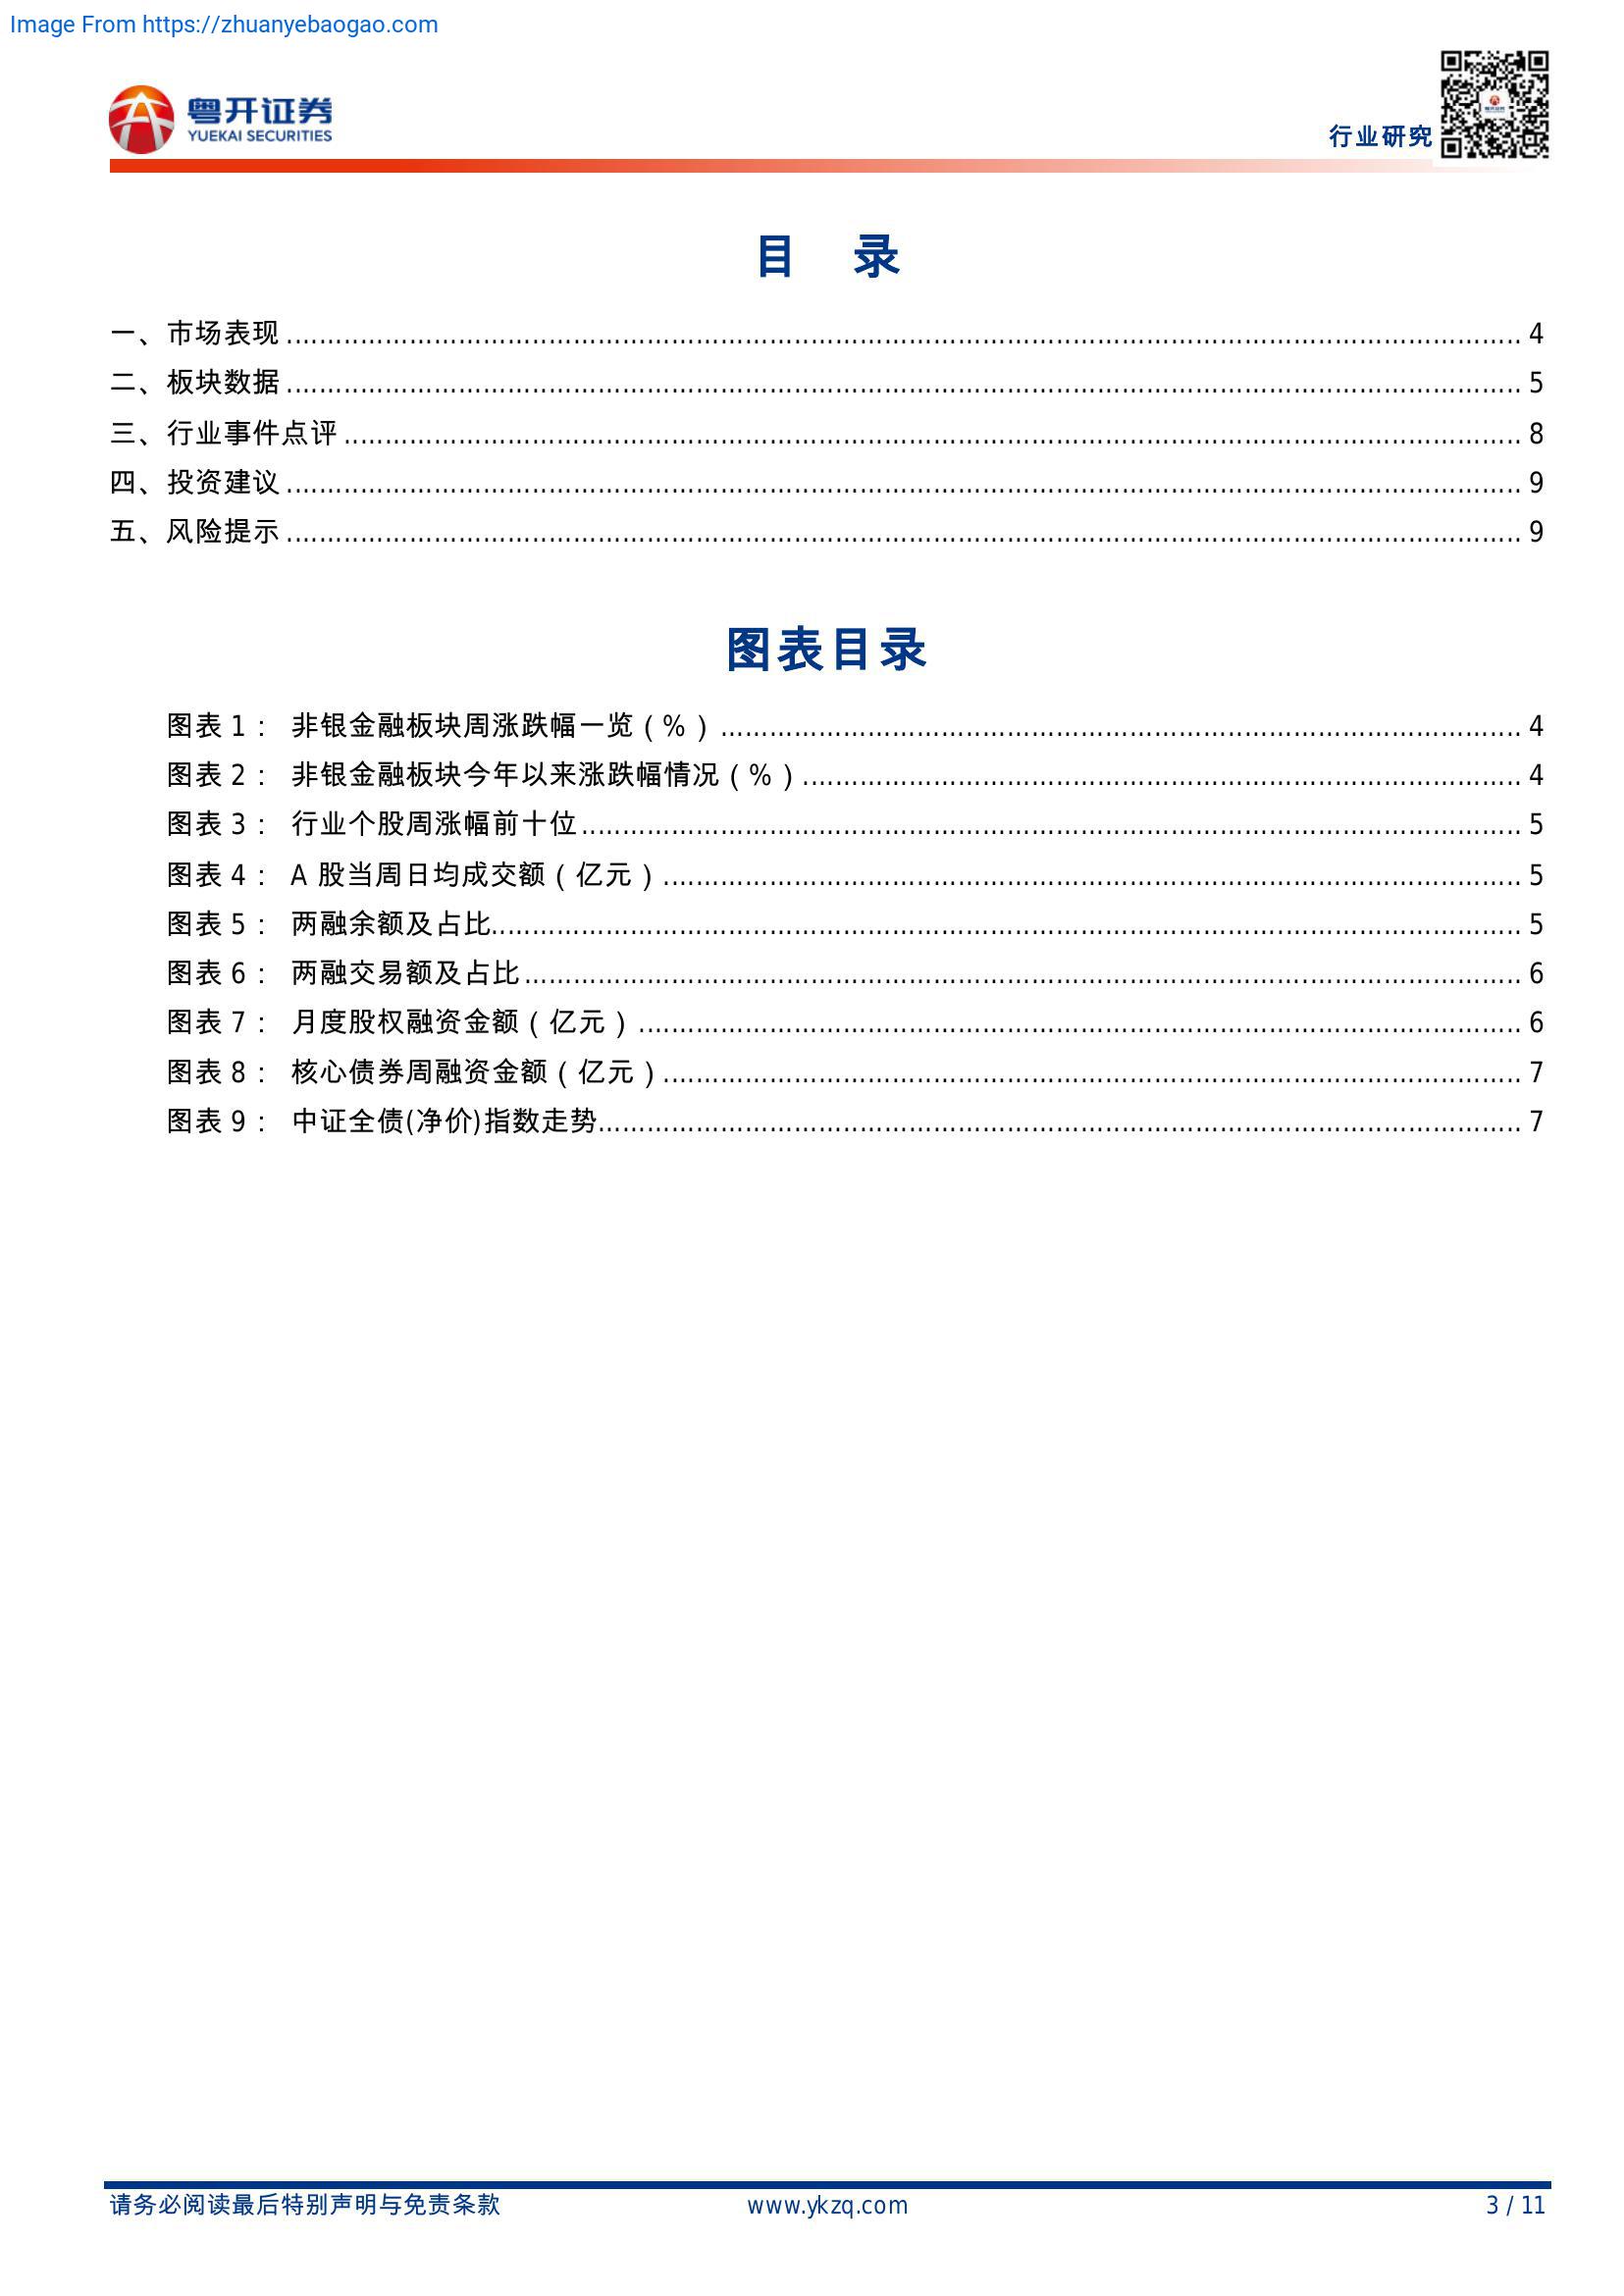 Image From https://zhuanyebaogao.com
粤开证券
YUEKAI SECURITIES
行业研究
目 录
一、市场表现 4
二、板块数据 5
三、行业事件点评 8
四、投资建议 9
五、风险提示 9
图表目录
图表 1： 非银金融板块周涨跌幅一览（%） 4
图表 2： 非银金融板块今年以来涨跌幅情况（%） 4
图表 3： 行业个股周涨幅前十位 5
图表 4： A 股当周日均成交额（亿元） 5
图表 5： 两融余额及占比 5
图表 6： 两融交易额及占比 6
图表 7： 月度股权融资金额（亿元） 6
图表 8： 核心债券周融资金额（亿元） 7
图表 9： 中证全债(净价)指数走势 7
请务必阅读最后特别声明与免责条款 www.ykzq.com 3 / 11